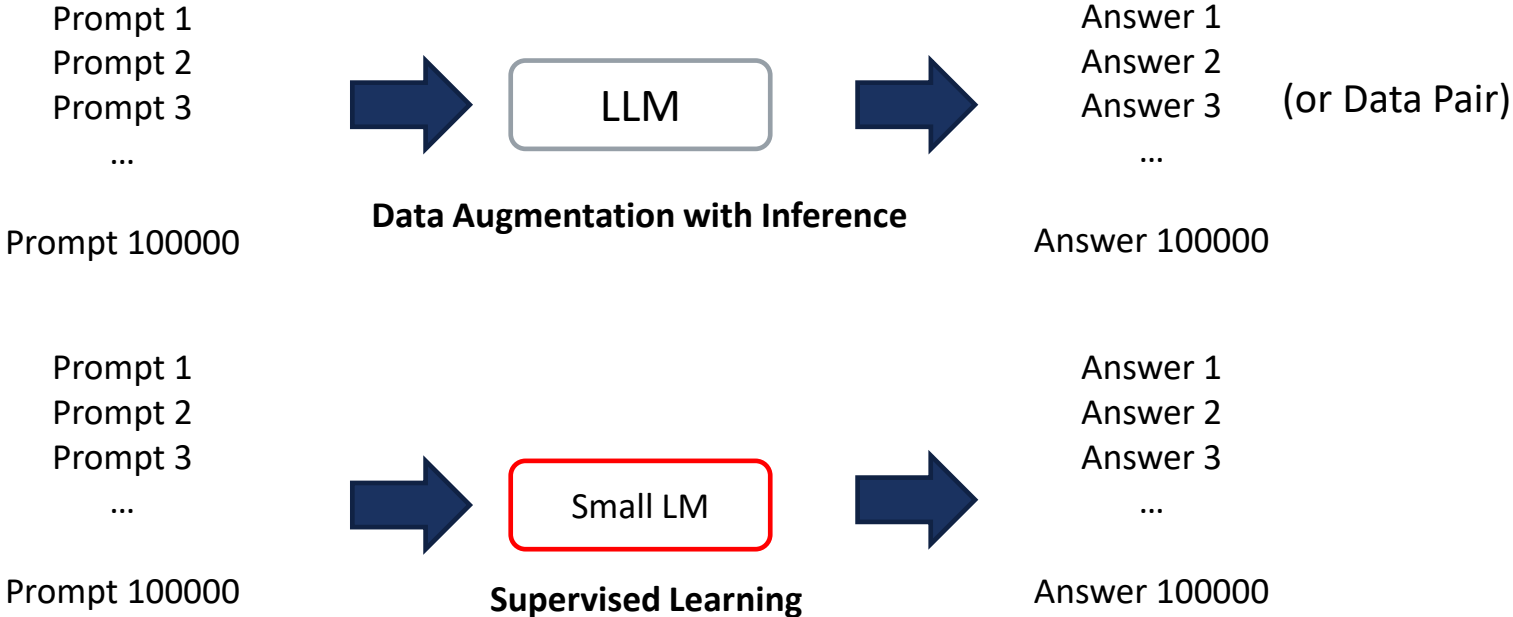 Prompt 1
Prompt 2
Prompt 3
...
Prompt 100000
LLM
Data Augmentation with Inference
Answer 1
Answer 2
Answer 3
...
Answer 100000
(or Data Pair)
Prompt 1
Prompt 2
Prompt 3
...
Prompt 100000
Small LM
Supervised Learning
Answer 1
Answer 2
Answer 3
...
Answer 100000